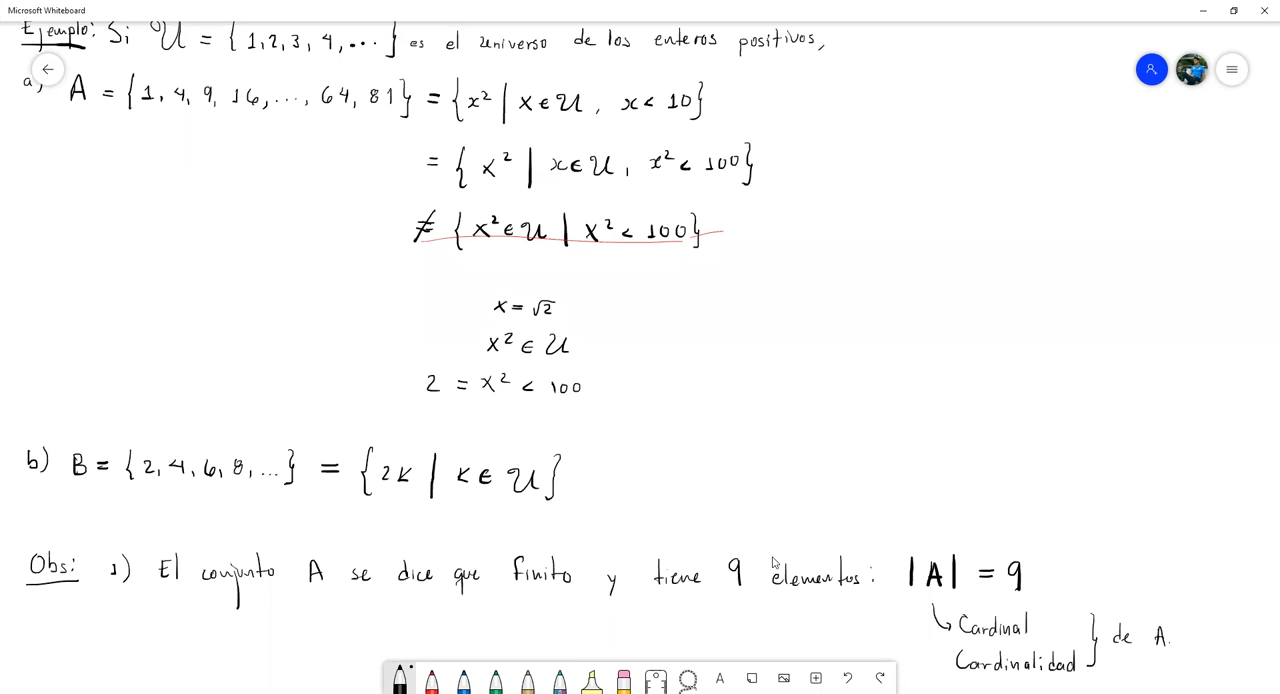 Microsoft Whiteboard
Ejemplo: Si U = {1, 2, 3, 4, ...} es el universo de los enteros positivos,
a) A = {1, 4, 9, 16, ..., 64, 81} = {x² | x ∈ U, x < 10}
= {x² | x ∈ U, x² < 100}
≠ {x² ∈ U | x² < 100}
x = √2
x² ∈ U
2 = x² < 100
b) B = {2, 4, 6, 8, ...} = {2k | k ∈ U}
Obs: 1) El conjunto A se dice que finito y tiene 9 elementos: |A| = 9
↳ Cardinal
Cardinalidad } de A.
A